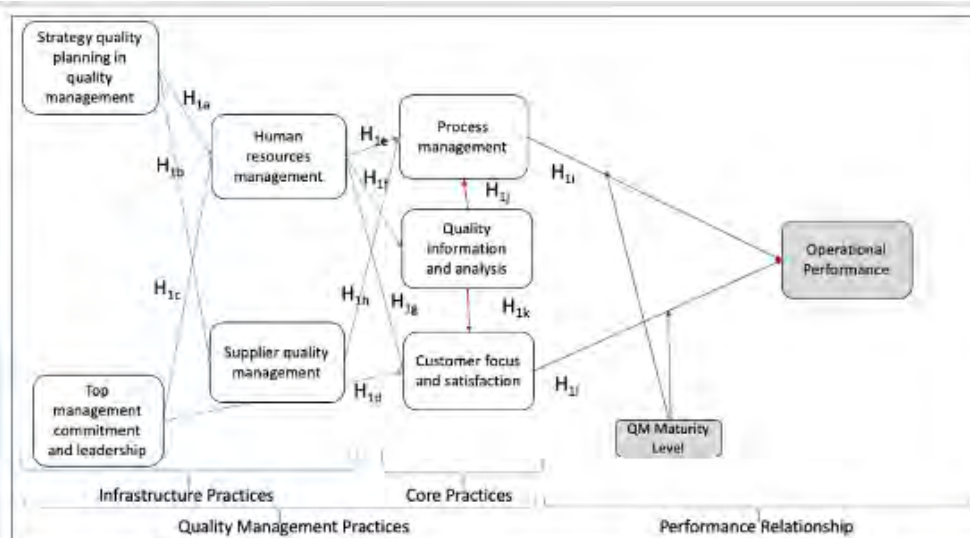 Strategy quality
planning in
quality
management
H1a
H1b
Human
resources
management
H1e
H1f
Process
management
H1j
H1i
Quality
information
and analysis
Operational
Performance
H1c
H1h
H1g
H1k
Supplier quality
management
Customer focus
and satisfaction
H1d
H1l
Top
management
commitment
and leadership
QM Maturity
Level
Infrastructure Practices
Core Practices
Quality Management Practices
Performance Relationship